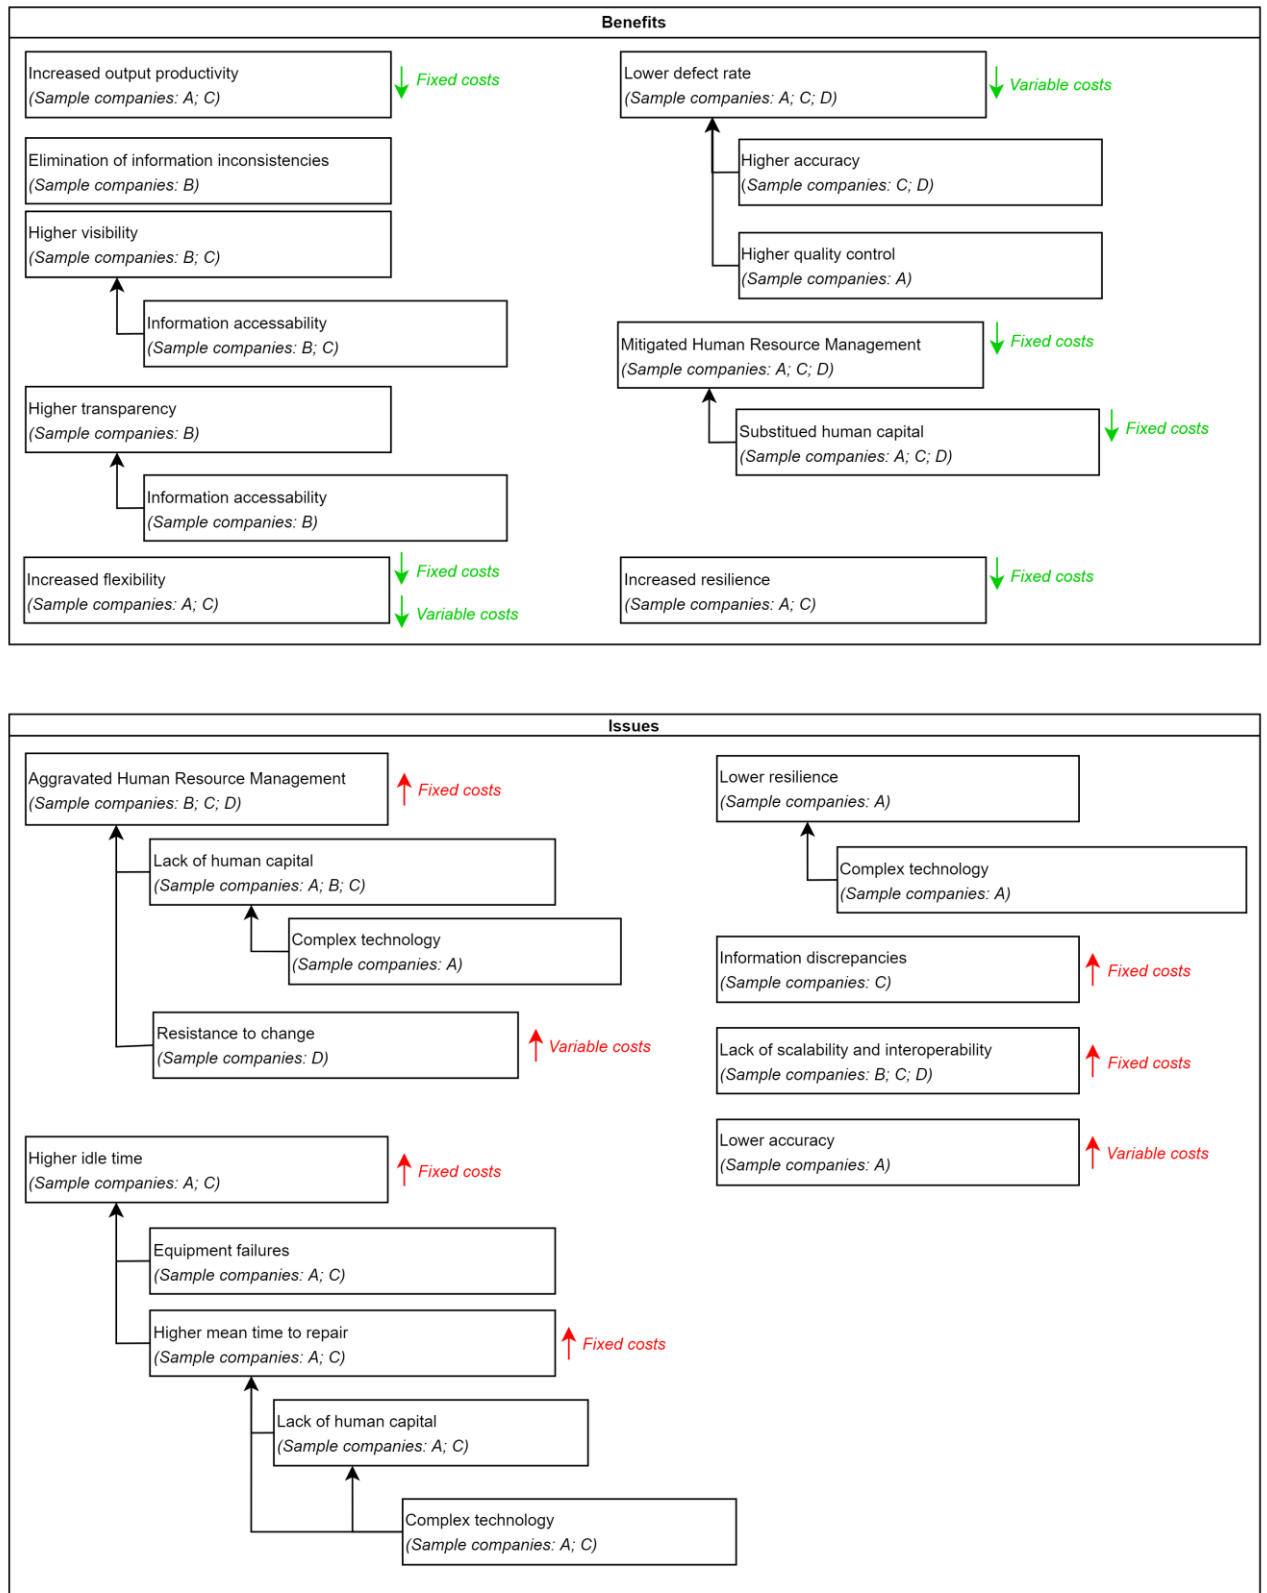 Benefits
Increased output productivity
(Sample companies: A; C)
Fixed costs
Elimination of information inconsistencies
(Sample companies: B)
Higher visibility
(Sample companies: B; C)
Information accessability
(Sample companies: B; C)
Higher transparency
(Sample companies: B)
Information accessability
(Sample companies: B)
Increased flexibility
(Sample companies: A; C)
Fixed costs
Variable costs
Lower defect rate
(Sample companies: A; C; D)
Variable costs
Higher accuracy
(Sample companies: C; D)
Higher quality control
(Sample companies: A)
Mitigated Human Resource Management
(Sample companies: A; C; D)
Fixed costs
Substitued human capital
(Sample companies: A; C; D)
Fixed costs
Increased resilience
(Sample companies: A; C)
Fixed costs
Issues
Aggravated Human Resource Management
(Sample companies: B; C; D)
Fixed costs
Lack of human capital
(Sample companies: A; B; C)
Complex technology
(Sample companies: A)
Resistance to change
(Sample companies: D)
Variable costs
Higher idle time
(Sample companies: A; C)
Fixed costs
Equipment failures
(Sample companies: A; C)
Higher mean time to repair
(Sample companies: A; C)
Fixed costs
Lack of human capital
(Sample companies: A; C)
Complex technology
(Sample companies: A; C)
Lower resilience
(Sample companies: A)
Complex technology
(Sample companies: A)
Information discrepancies
(Sample companies: C)
Fixed costs
Lack of scalability and interoperability
(Sample companies: B; C; D)
Fixed costs
Lower accuracy
(Sample companies: A)
Variable costs